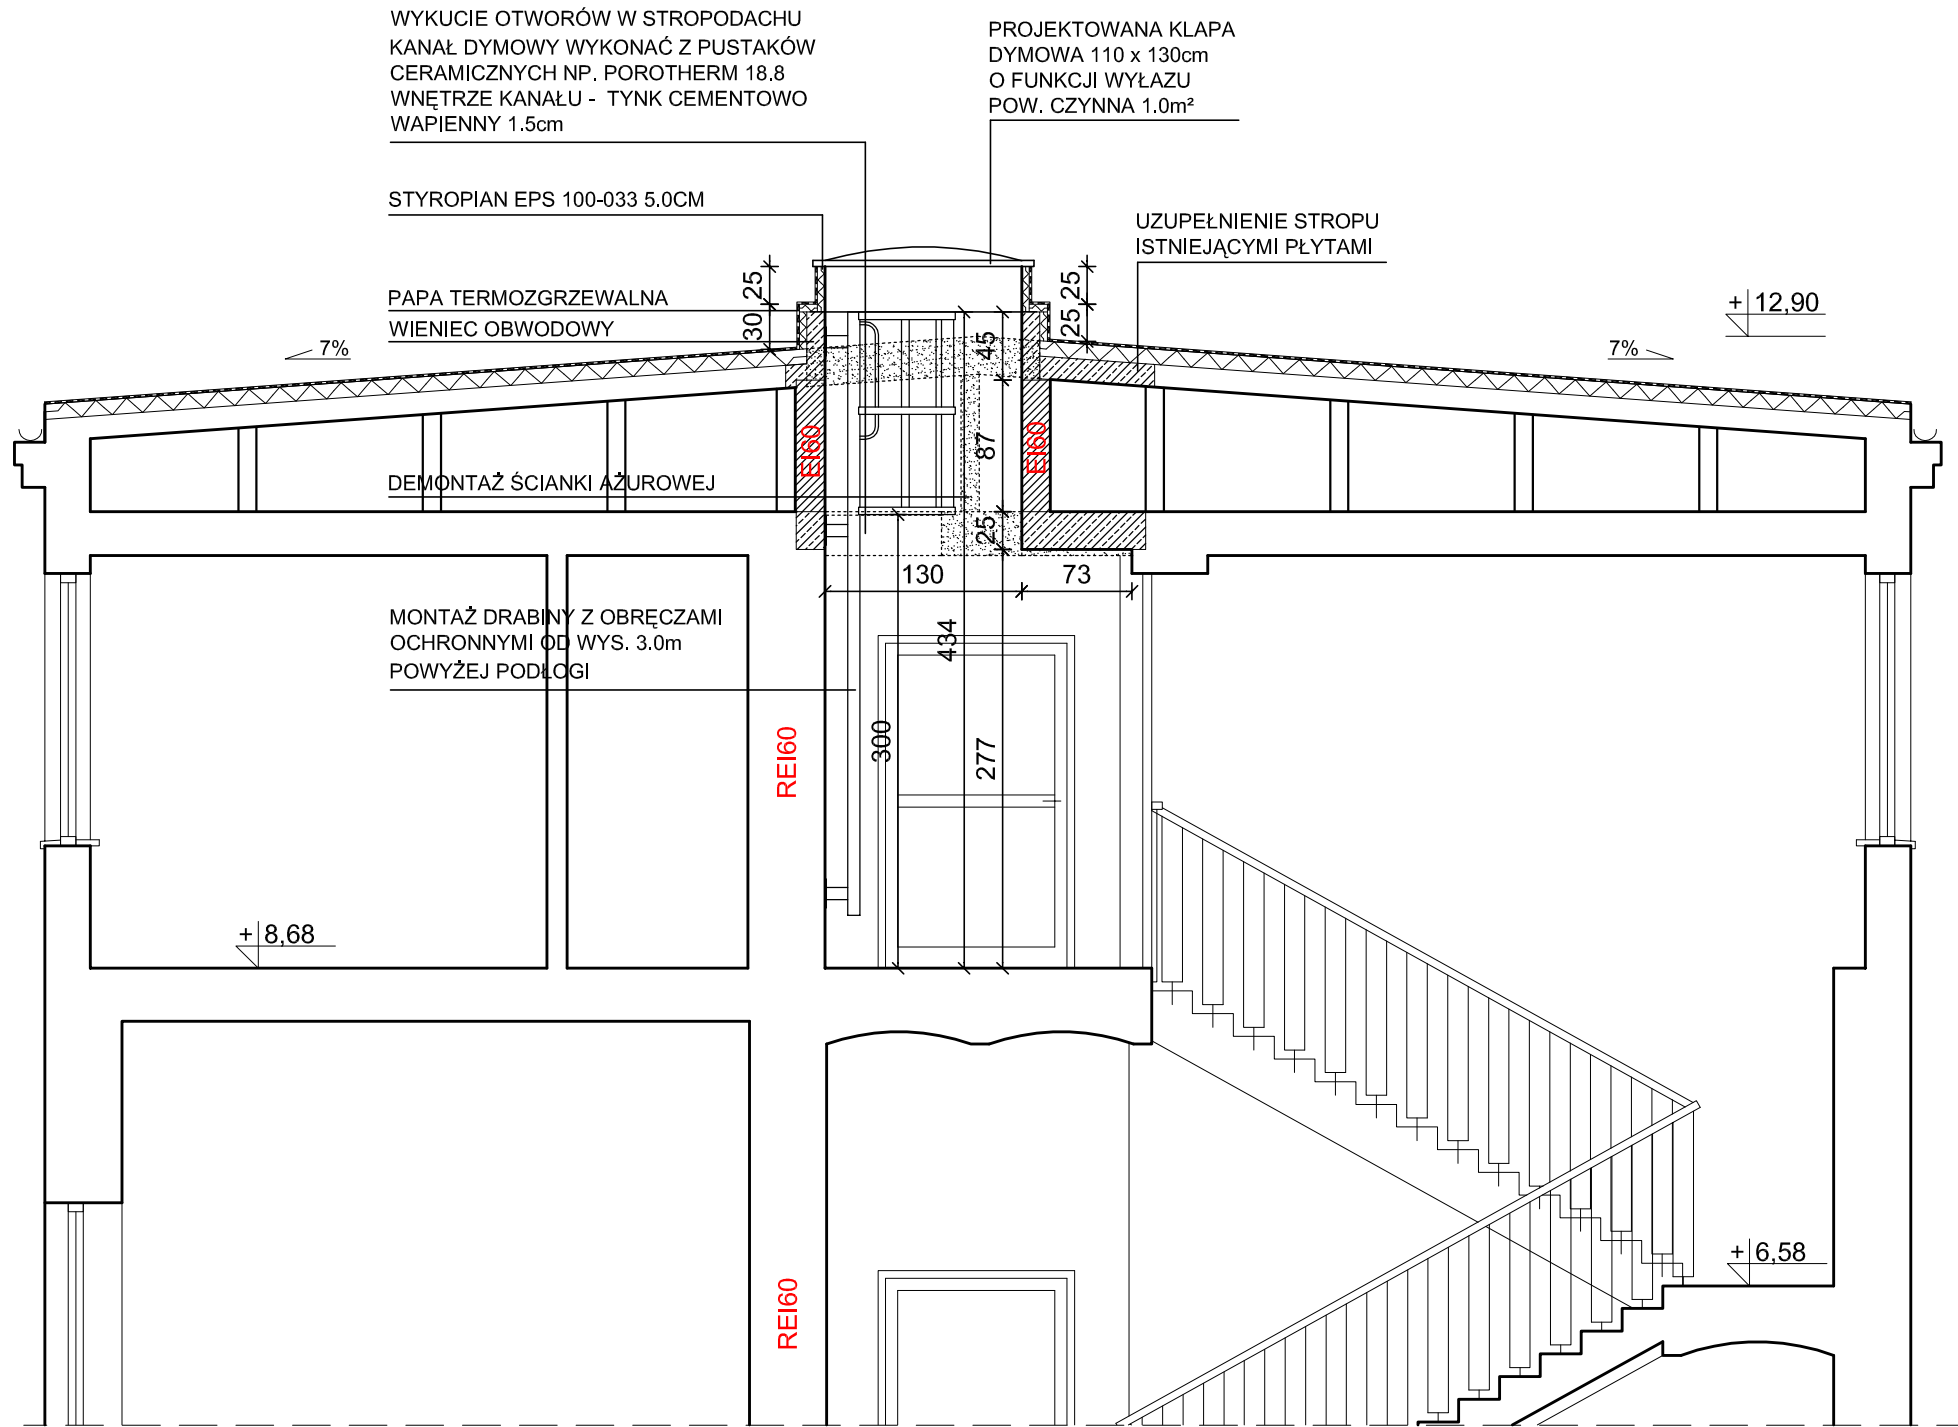 WYKUCIE OTWORÓW W STROPODACHU
KANAŁ DYMOWY WYKONAĆ Z PUSTAKÓW
CERAMICZNYCH NP. POROTHERM 18.8
WNĘTRZE KANAŁU - TYNK CEMENTOWO
WAPIENNY 1.5cm
PROJEKTOWANA KLAPA
DYMOWA 110 x 130cm
O FUNKCJI WYŁAZU
POW. CZYNNA 1.0m²
STYROPIAN EPS 100-033 5.0CM
UZUPEŁNIENIE STROPU
ISTNIEJĄCYMI PŁYTAMI
PAPA TERMOZGRZEWALNA
WIENIEC OBWODOWY
25
30
25
25
+ 12,90
7%
7%
45
87
25
EI60
EI60
DEMONTAŻ ŚCIANKI AŻUROWEJ
130
73
MONTAŻ DRABINY Z OBRĘCZAMI
OCHRONNYMI OD WYS. 3.0m
POWYŻEJ PODŁOGI
434
300
277
REI60
+ 8,68
+ 6,58
REI60